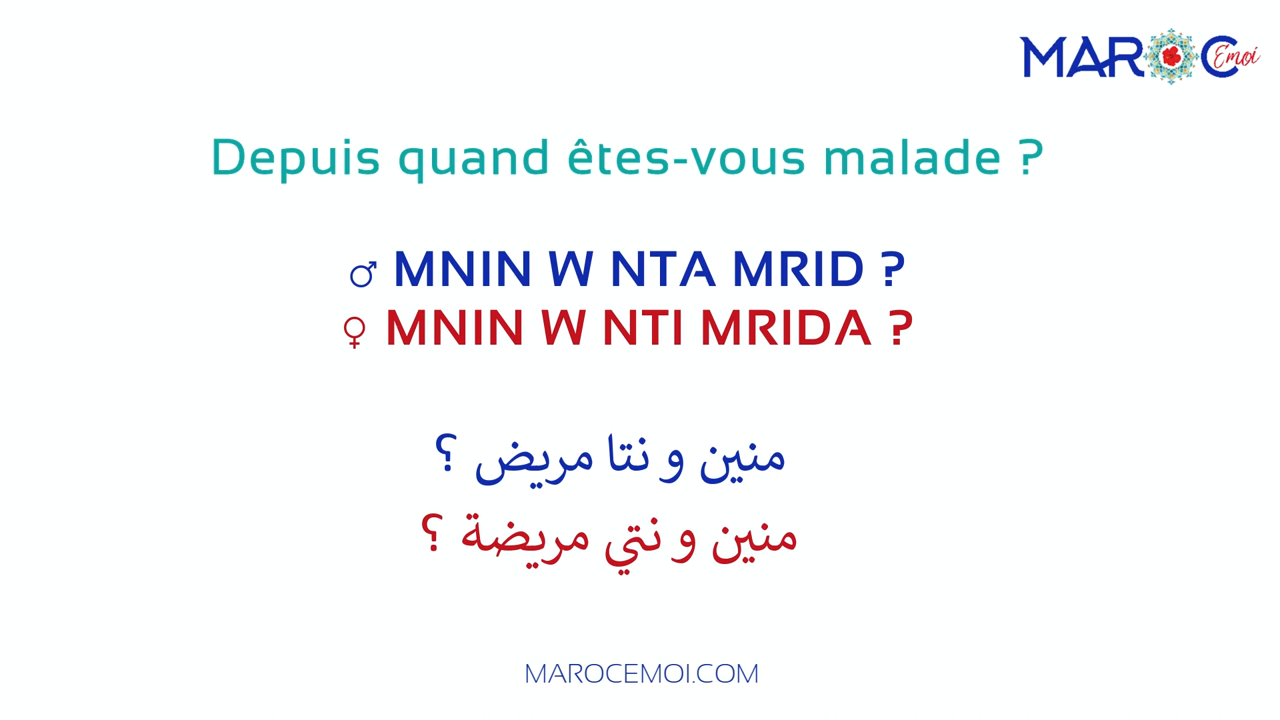 MAROC Emoi
Depuis quand êtes-vous malade ?
♂ MNIN W NTA MRID ?
♀ MNIN W NTI MRIDA ?
منين و نتا مريض ؟
منين و نتي مريضة ؟
MAROCEMOI.COM